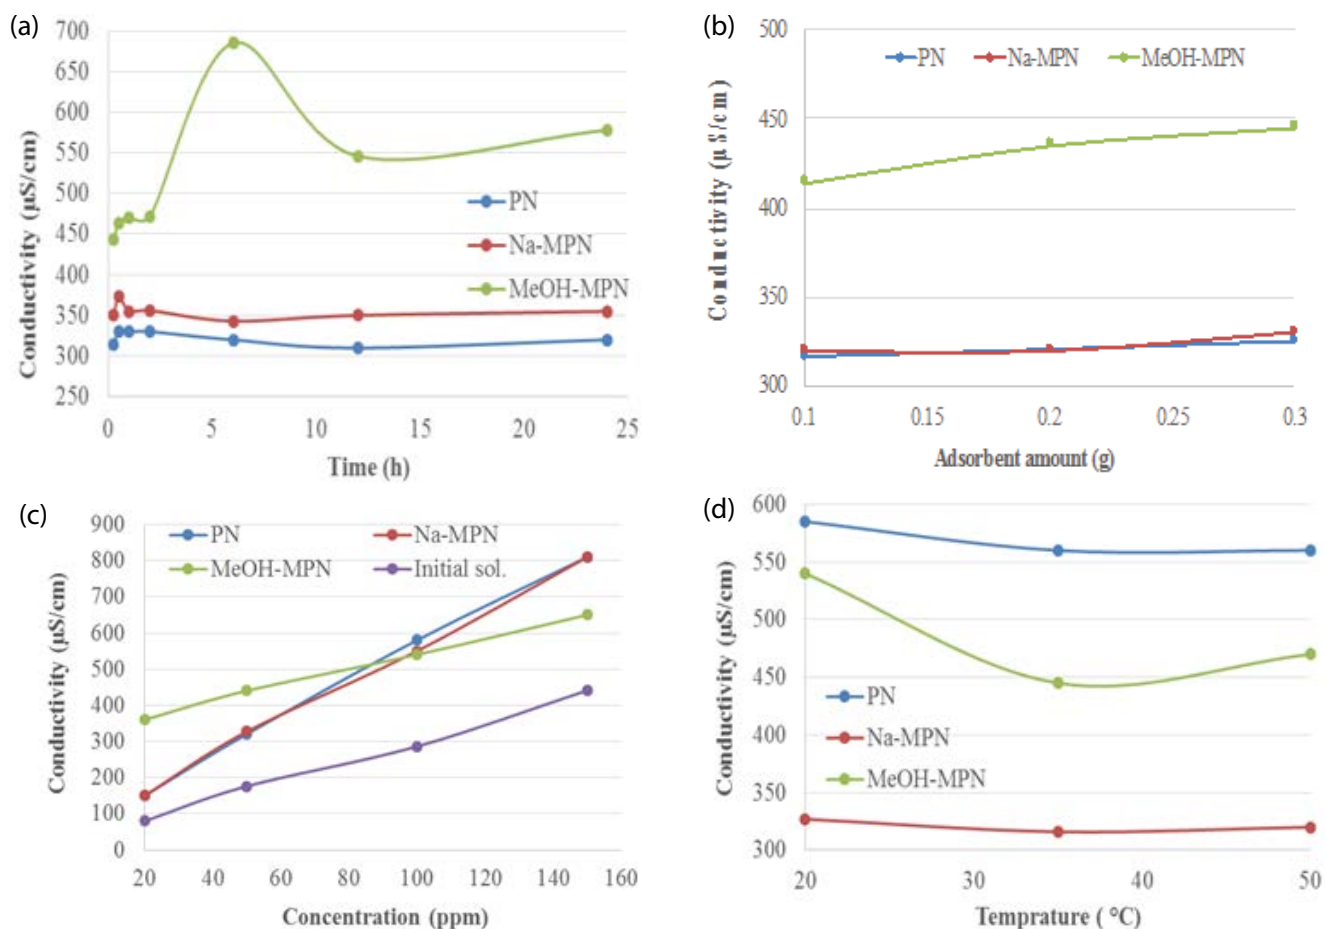 (a)
700
650
600
550
500
450
400
350
300
250
Conductivity (µS/cm)
PN
Na-MPN
MeOH-MPN
0 5 10 15 20 25
Time (h)
(b)
500
450
400
350
300
Conductivity (µS/cm)
PN Na-MPN MeOH-MPN
0.1 0.15 0.2 0.25 0.3
Adsorbent amount (g)
(c)
900
800
700
600
500
400
300
200
100
0
Conductivity (µS/cm)
PN Na-MPN
MeOH-MPN Initial sol.
20 40 60 80 100 120 140 160
Concentration (ppm)
(d)
600
550
500
450
400
350
300
Conductivity (µS/cm)
PN
Na-MPN
MeOH-MPN
20 30 40 50
Temprature ( °C)